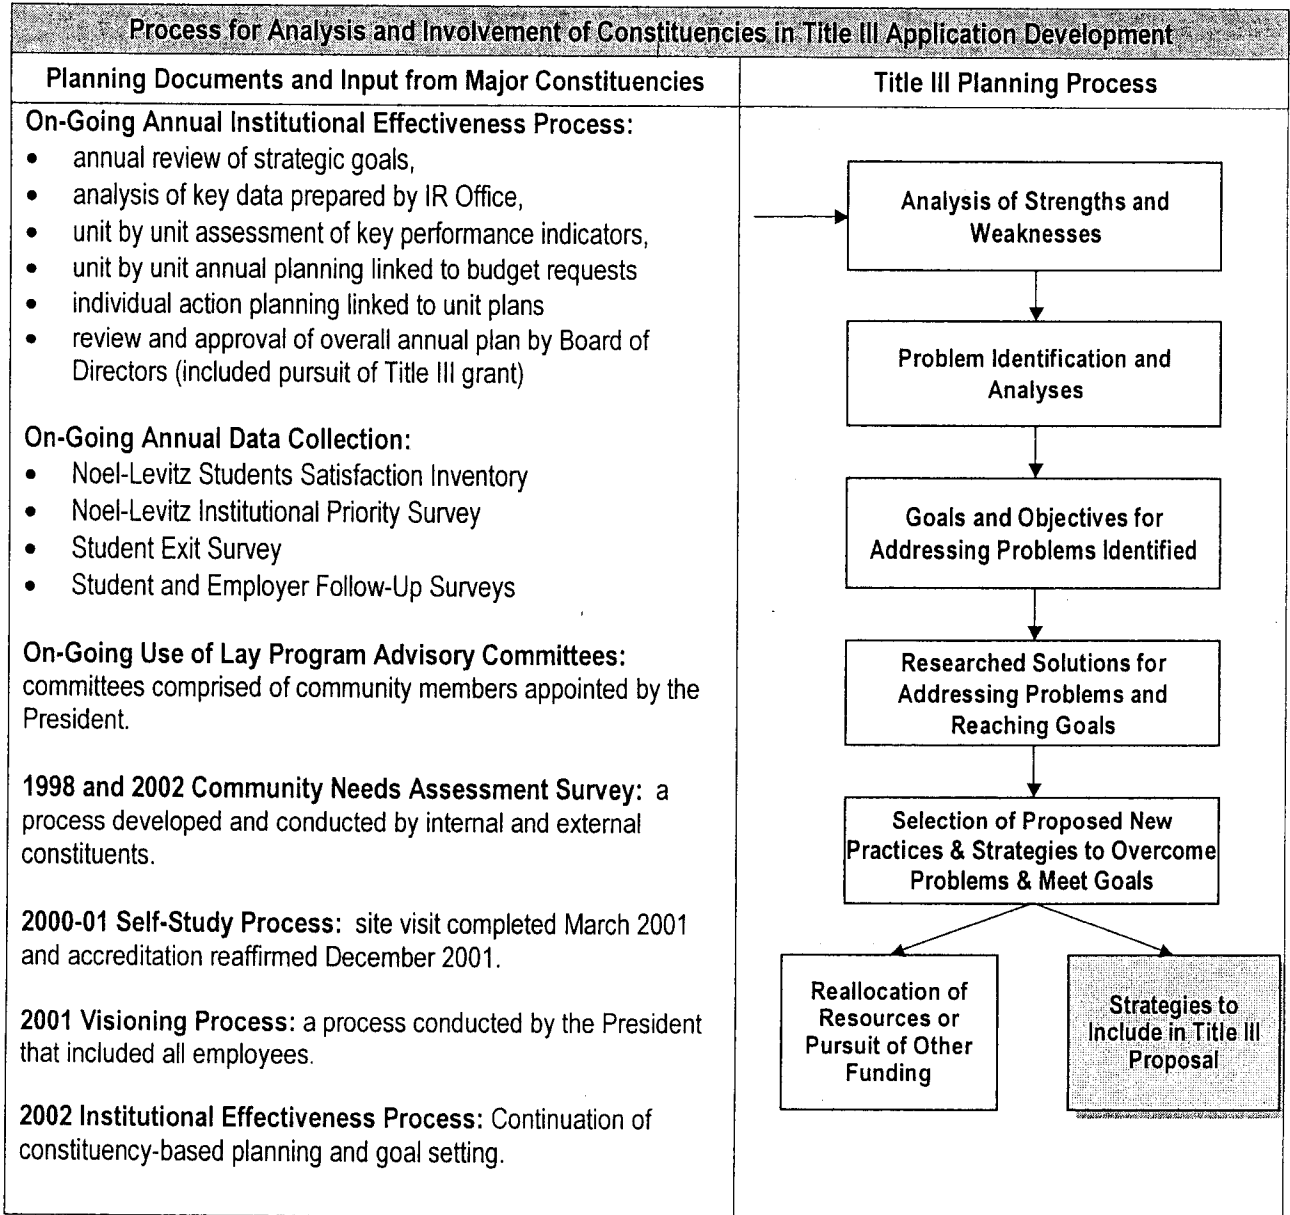 Process for Analysis and Involvement of Constituencies in Title III Application Development
Planning Documents and Input from Major Constituencies
On-Going Annual Institutional Effectiveness Process:
• annual review of strategic goals,
• analysis of key data prepared by IR Office,
• unit by unit assessment of key performance indicators,
• unit by unit annual planning linked to budget requests
• individual action planning linked to unit plans
• review and approval of overall annual plan by Board of
Directors (included pursuit of Title III grant)
On-Going Annual Data Collection:
• Noel-Levitz Students Satisfaction Inventory
• Noel-Levitz Institutional Priority Survey
• Student Exit Survey
• Student and Employer Follow-Up Surveys
On-Going Use of Lay Program Advisory Committees:
committees comprised of community members appointed by the
President.
1998 and 2002 Community Needs Assessment Survey: a
process developed and conducted by internal and external
constituents.
2000-01 Self-Study Process: site visit completed March 2001
and accreditation reaffirmed December 2001.
2001 Visioning Process: a process conducted by the President
that included all employees.
2002 Institutional Effectiveness Process: Continuation of
constituency-based planning and goal setting.
Title III Planning Process
Analysis of Strengths and
Weaknesses
Problem Identification and
Analyses
Goals and Objectives for
Addressing Problems Identified
Researched Solutions for
Addressing Problems and
Reaching Goals
Selection of Proposed New
Practices & Strategies to Overcome
Problems & Meet Goals
Reallocation of
Resources or
Pursuit of Other
Funding
Strategies to
Include in Title III
Proposal